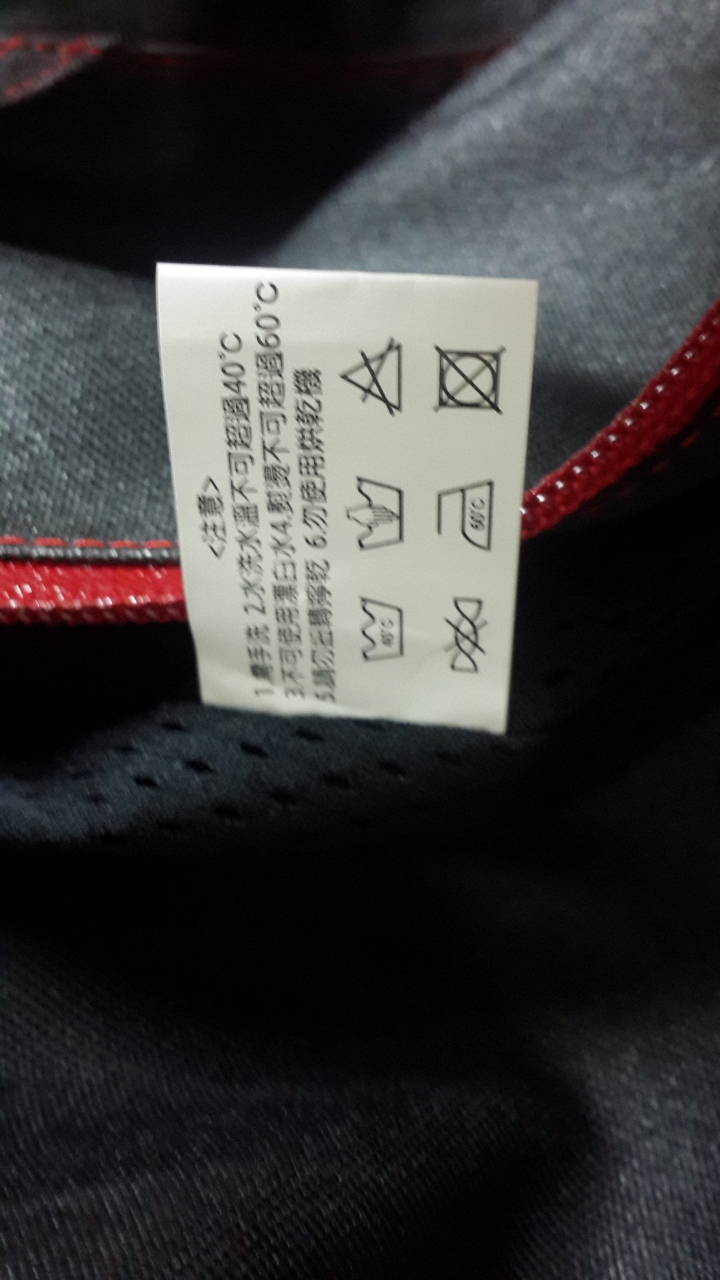 <注意>
1.需手洗 2.水洗水溫不可超過40°C
3.不可使用漂白水4.熨燙不可超過60°C
5.請勿扭轉擰乾 6.勿使用烘乾機
40°C
60°C